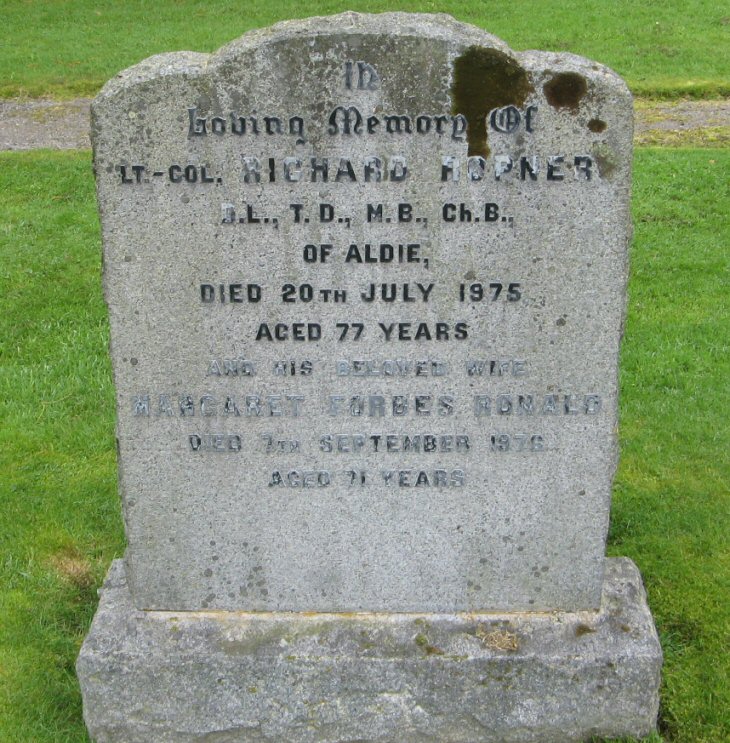 In
Loving Memory Of
LT.-COL. RICHARD ROPNER
D.L., T.D., M.B., Ch.B.,
OF ALDIE,
DIED 20TH JULY 1975
AGED 77 YEARS
AND HIS BELOVED WIFE
MARGARET FORBES RONALD
DIED 7TH SEPTEMBER 1976
AGED 71 YEARS